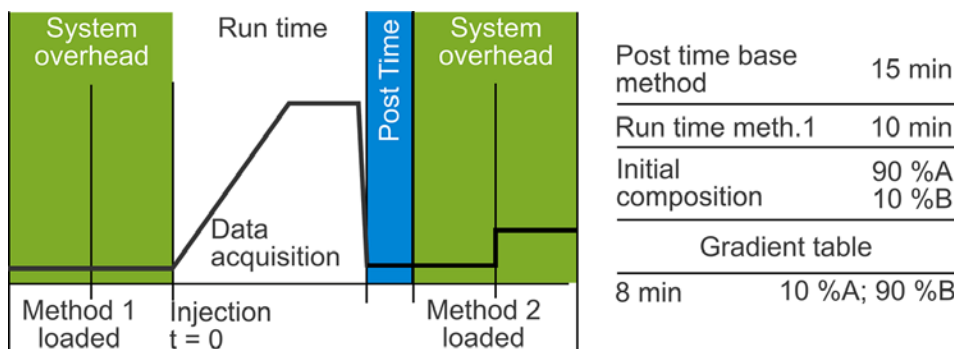 System
overhead
Run time
Post Time
System
overhead
Data
acquisition
Method 1
loaded
Injection
t = 0
Method 2
loaded
Post time base
method
15 min
Run time meth.1
10 min
Initial
composition
90 %A
10 %B
Gradient table
8 min
10 %A; 90 %B